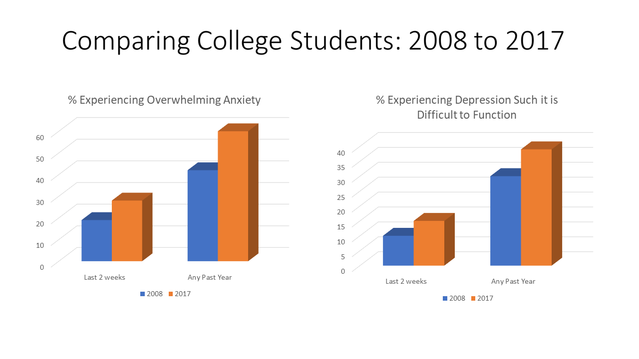 Comparing College Students: 2008 to 2017
% Experiencing Overwhelming Anxiety
60
50
40
30
20
10
0
Last 2 weeks
Any Past Year
2008
2017
% Experiencing Depression Such it is
Difficult to Function
40
35
30
25
20
15
10
5
0
Last 2 weeks
Any Past Year
2008
2017